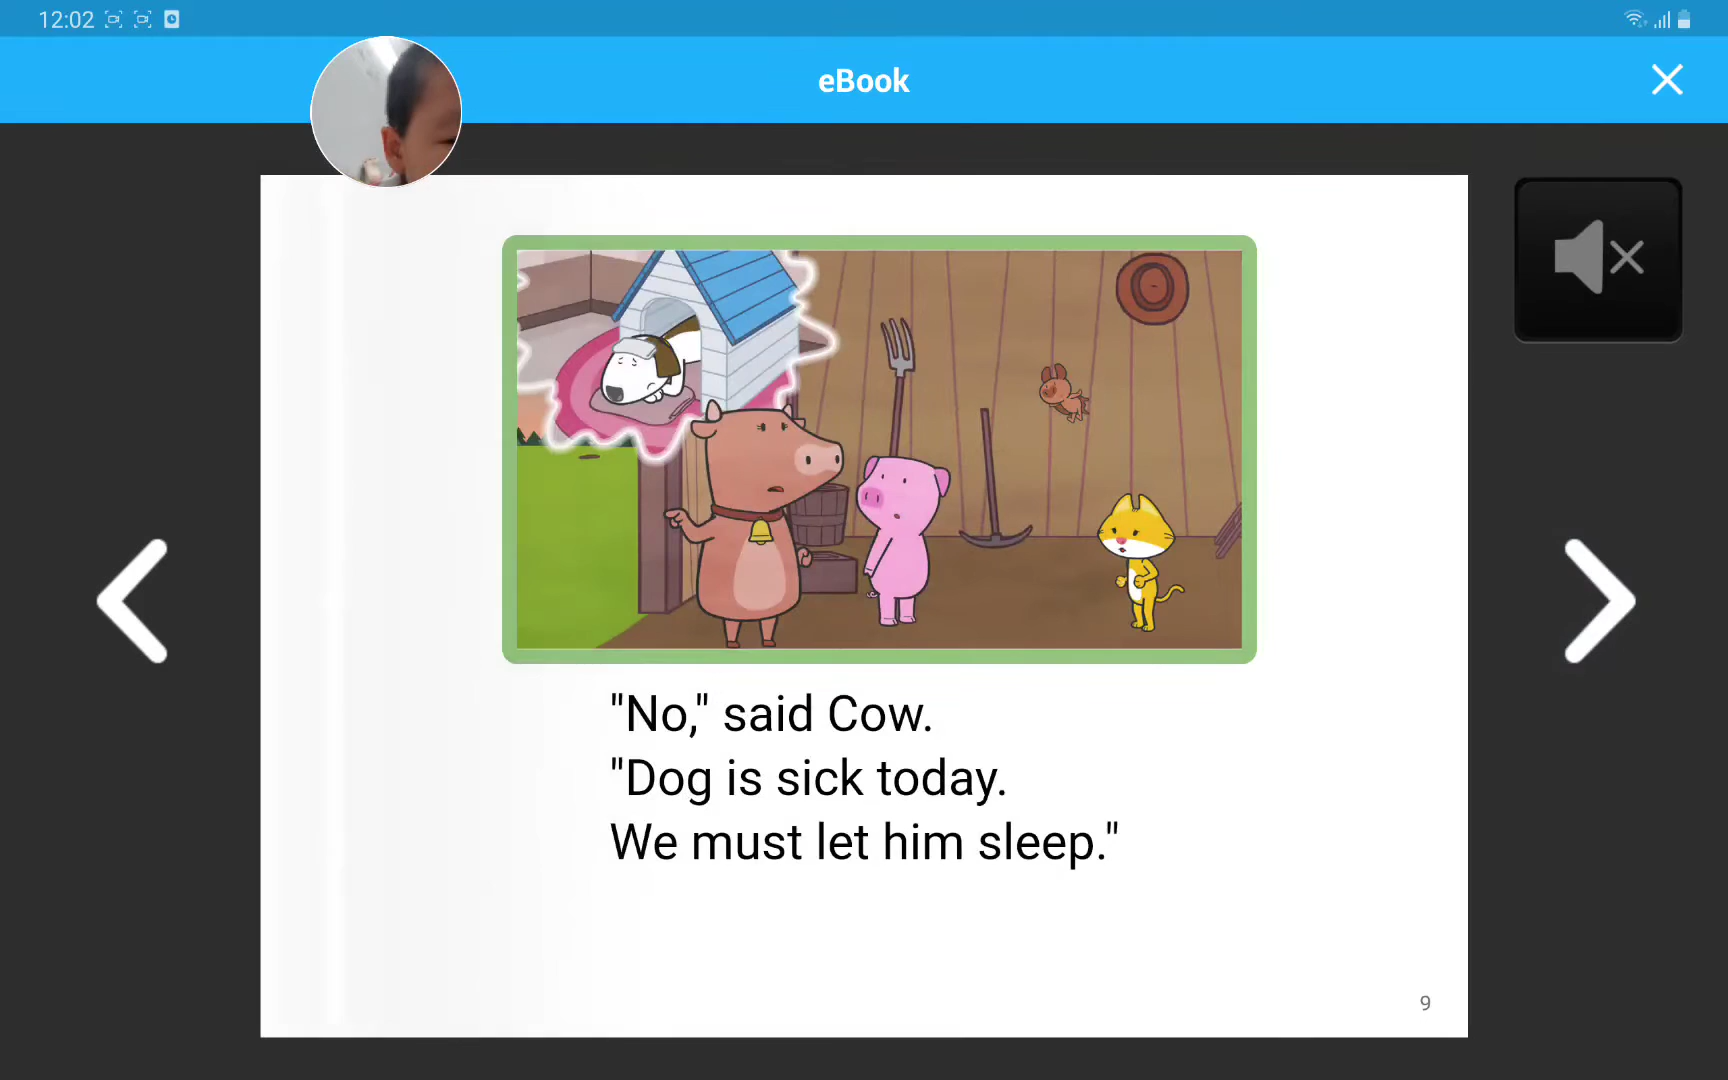 12:02
eBook
"No," said Cow.
"Dog is sick today.
We must let him sleep."
9